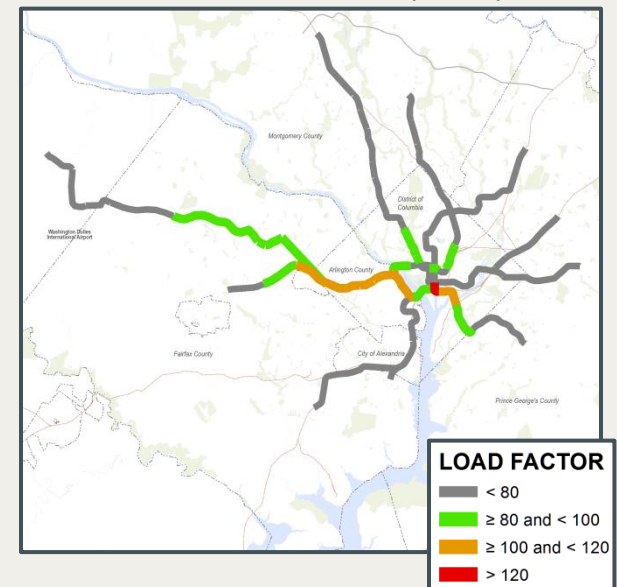 Montgomery County
District of
Columbia
Washington Dulles
International Airport
Arlington County
Fairfax County
City of Alexandria
Prince George's County
LOAD FACTOR
< 80
≥ 80 and < 100
≥ 100 and < 120
> 120